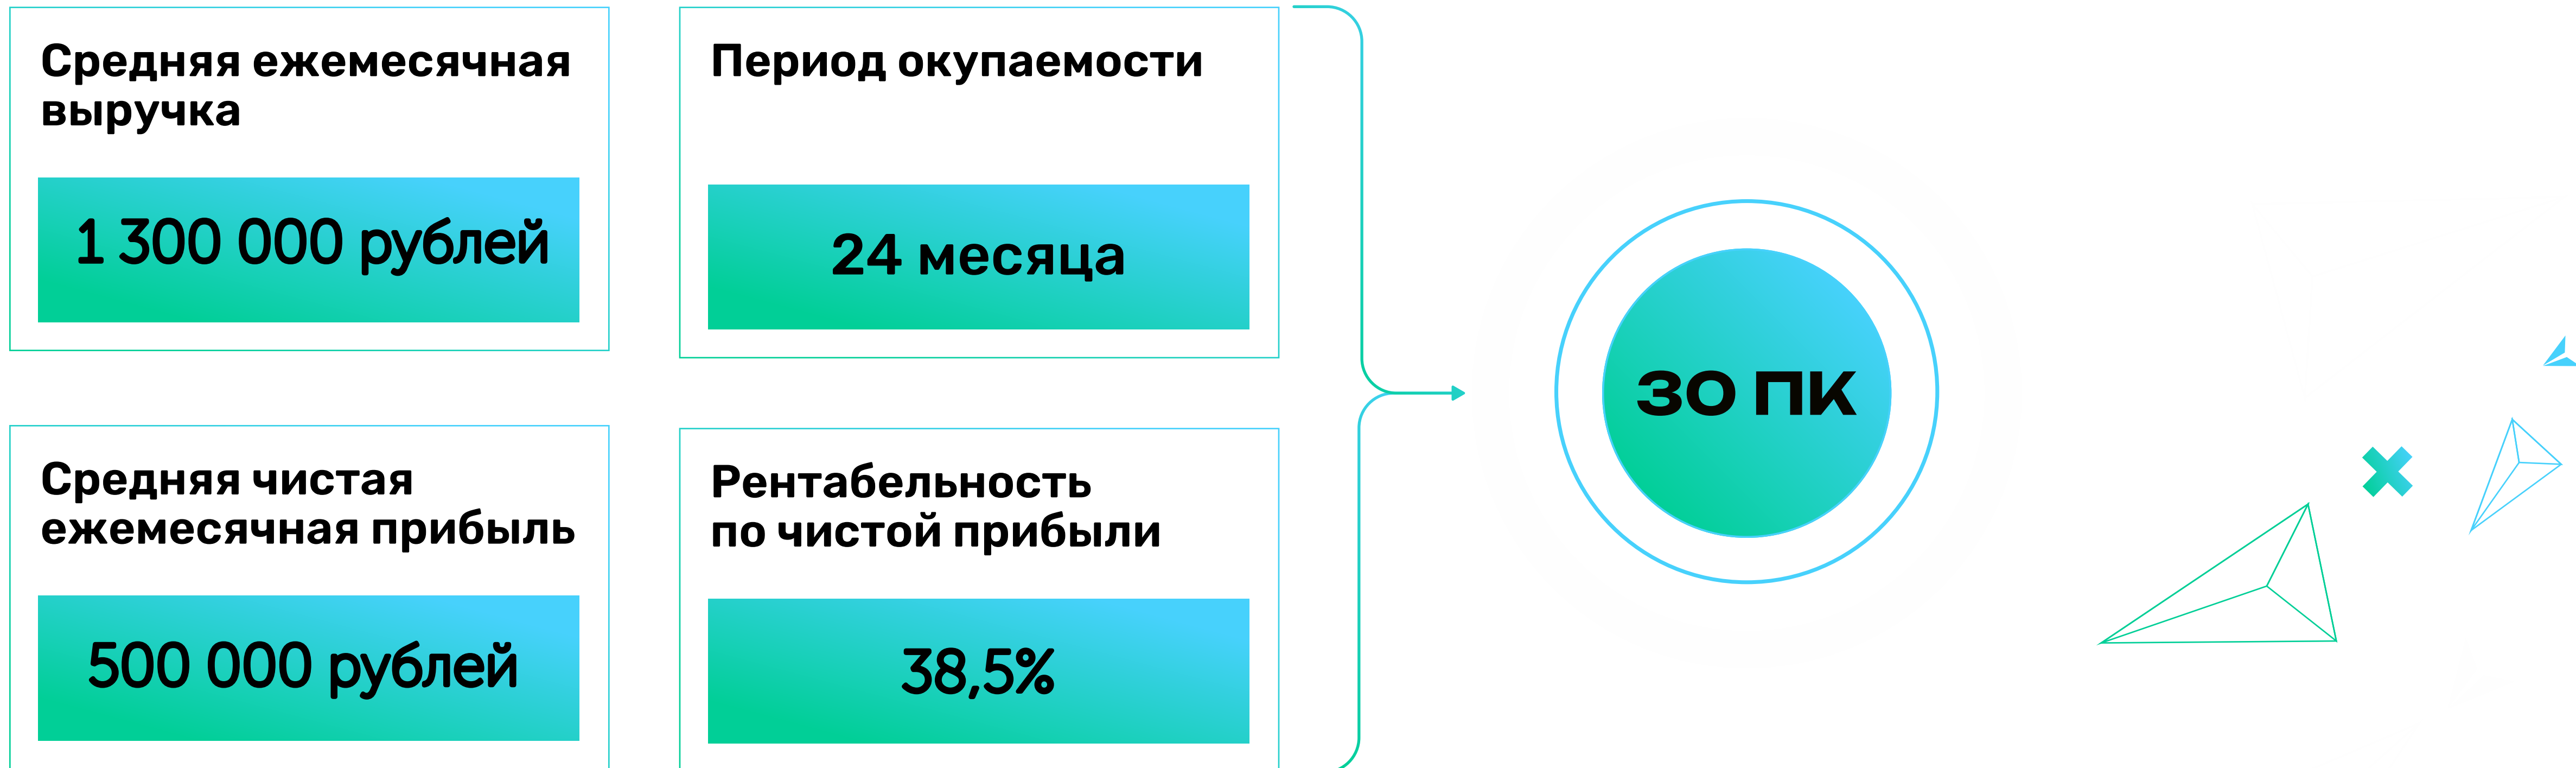 Средняя ежемесячная
выручка
1 300 000 рублей
Период окупаемости
24 месяца
Средняя чистая
ежемесячная прибыль
500 000 рублей
Рентабельность
по чистой прибыли
38,5%
30 ПК